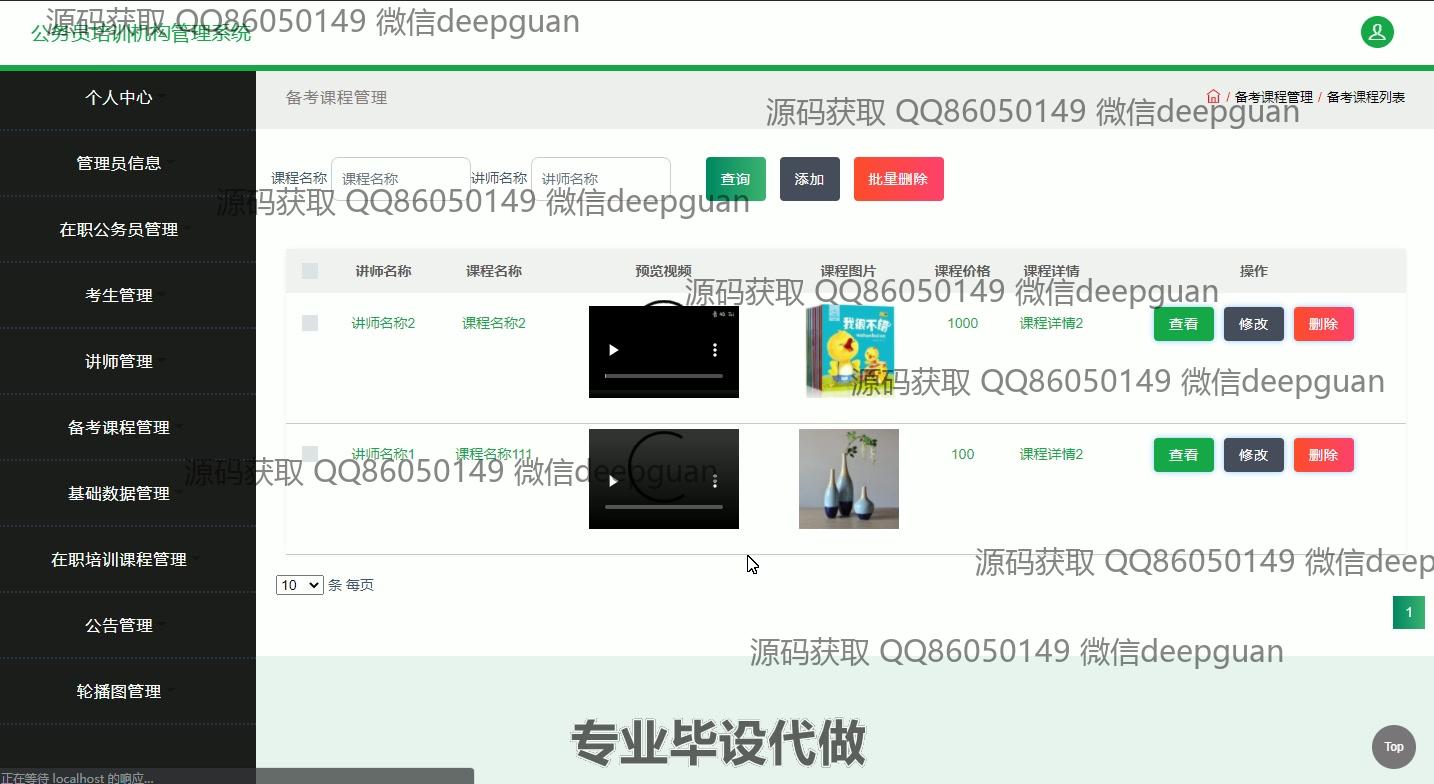 源码获取 QQ86050149 微信deepguan
公务员培训机构管理系统
个人中心
管理员信息
在职公务员管理
考生管理
讲师管理
备考课程管理
基础数据管理
在职培训课程管理
公告管理
轮播图管理
备考课程管理
/ 备考课程管理 / 备考课程列表
源码获取 QQ86050149 微信deepguan
课程名称 课程名称 讲师名称 讲师名称 查询 添加 批量删除
源码获取 QQ86050149 微信deepguan
讲师名称 课程名称 预览视频 课程图片 课程价格 课程详情 操作
源码获取 QQ86050149 微信deepguan
讲师名称2 课程名称2 我很不错 1000 课程详情2 查看 修改 删除
源码获取 QQ86050149 微信deepguan
讲师名称1 课程名称111 100 课程详情2 查看 修改 删除
源码获取 QQ86050149 微信deepguan
源码获取 QQ86050149 微信deep
10 条 每页
1
源码获取 QQ86050149 微信deepguan
专业毕设代做
Top
正在等待 localhost 的响应...